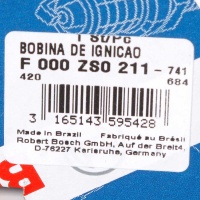 BOBINA DE IGNICAO
F 000 ZS0 211 - 741
420 684
3 165143 595428
Made in Brazil Fabriqué au Brésil
Robert Bosch GmbH, Auf der Breit4,
D-76227 Karlsruhe, Germany